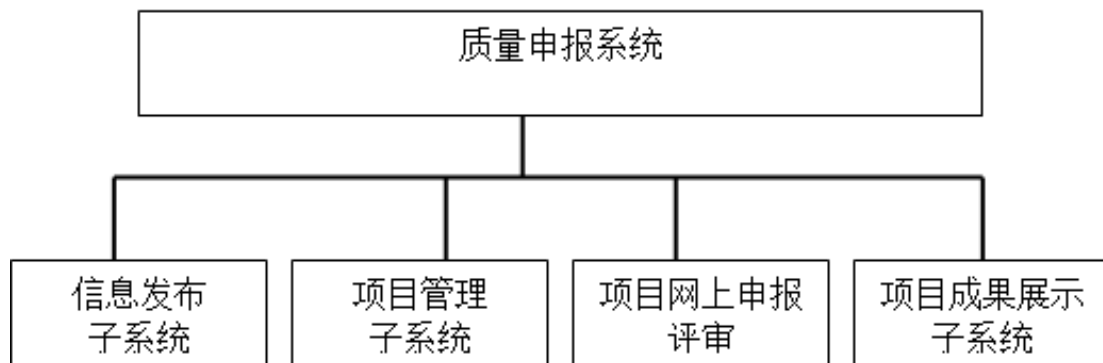 质量申报系统
信息发布
子系统
项目管理
子系统
项目网上申报
评审
项目成果展示
子系统